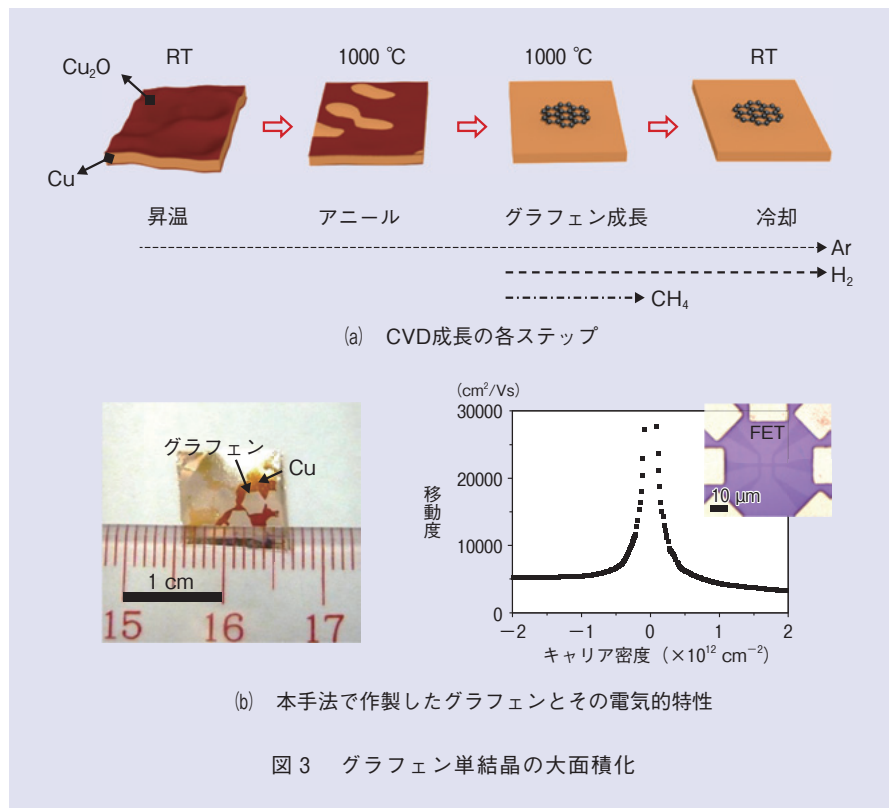 RT 1000 ℃ 1000 ℃ RT
Cu₂O
Cu
昇温 アニール グラフェン成長 冷却
Ar
H₂
CH₄
(a) CVD成長の各ステップ
グラフェン
Cu
1 cm
15 16 17
(cm²/Vs)
30000
20000
10000
0
移動度
FET
10 μm
−2 −1 0 1 2
キャリア密度（×10¹² cm⁻²）
(b) 本手法で作製したグラフェンとその電気的特性
図3 グラフェン単結晶の大面積化